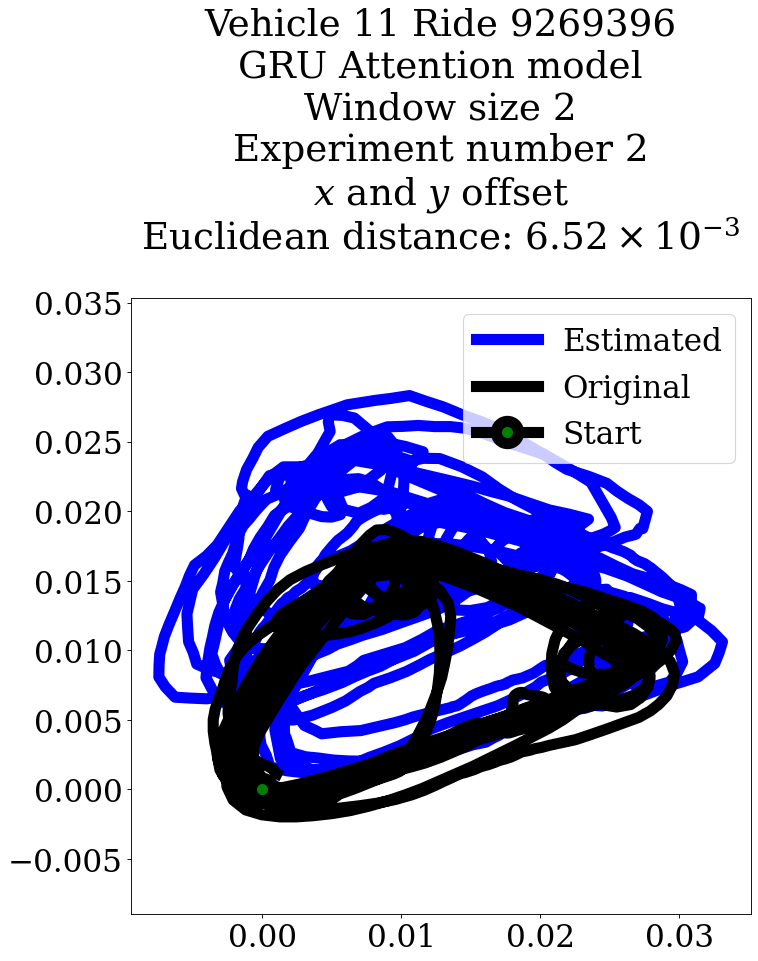 Vehicle 11 Ride 9269396
GRU Attention model
Window size 2
Experiment number 2
x and y offset
Euclidean distance: 6.52 × 10⁻³
0.035
0.030
0.025
0.020
0.015
0.010
0.005
0.000
−0.005
Estimated
Original
Start
0.00 0.01 0.02 0.03